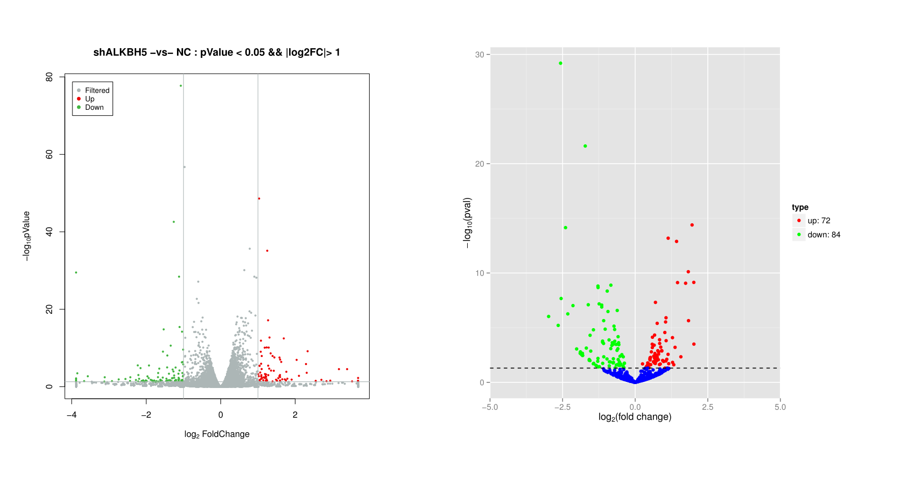 shALKBH5 −vs− NC : pValue < 0.05 && |log2FC|> 1
80
60
40
20
0
−log₁₀pValue
Filtered
Up
Down
−4
−2
0
2
log₂ FoldChange
30
20
10
0
−log₁₀(pval)
−5.0
−2.5
0.0
2.5
5.0
log₂(fold change)
type
up: 72
down: 84